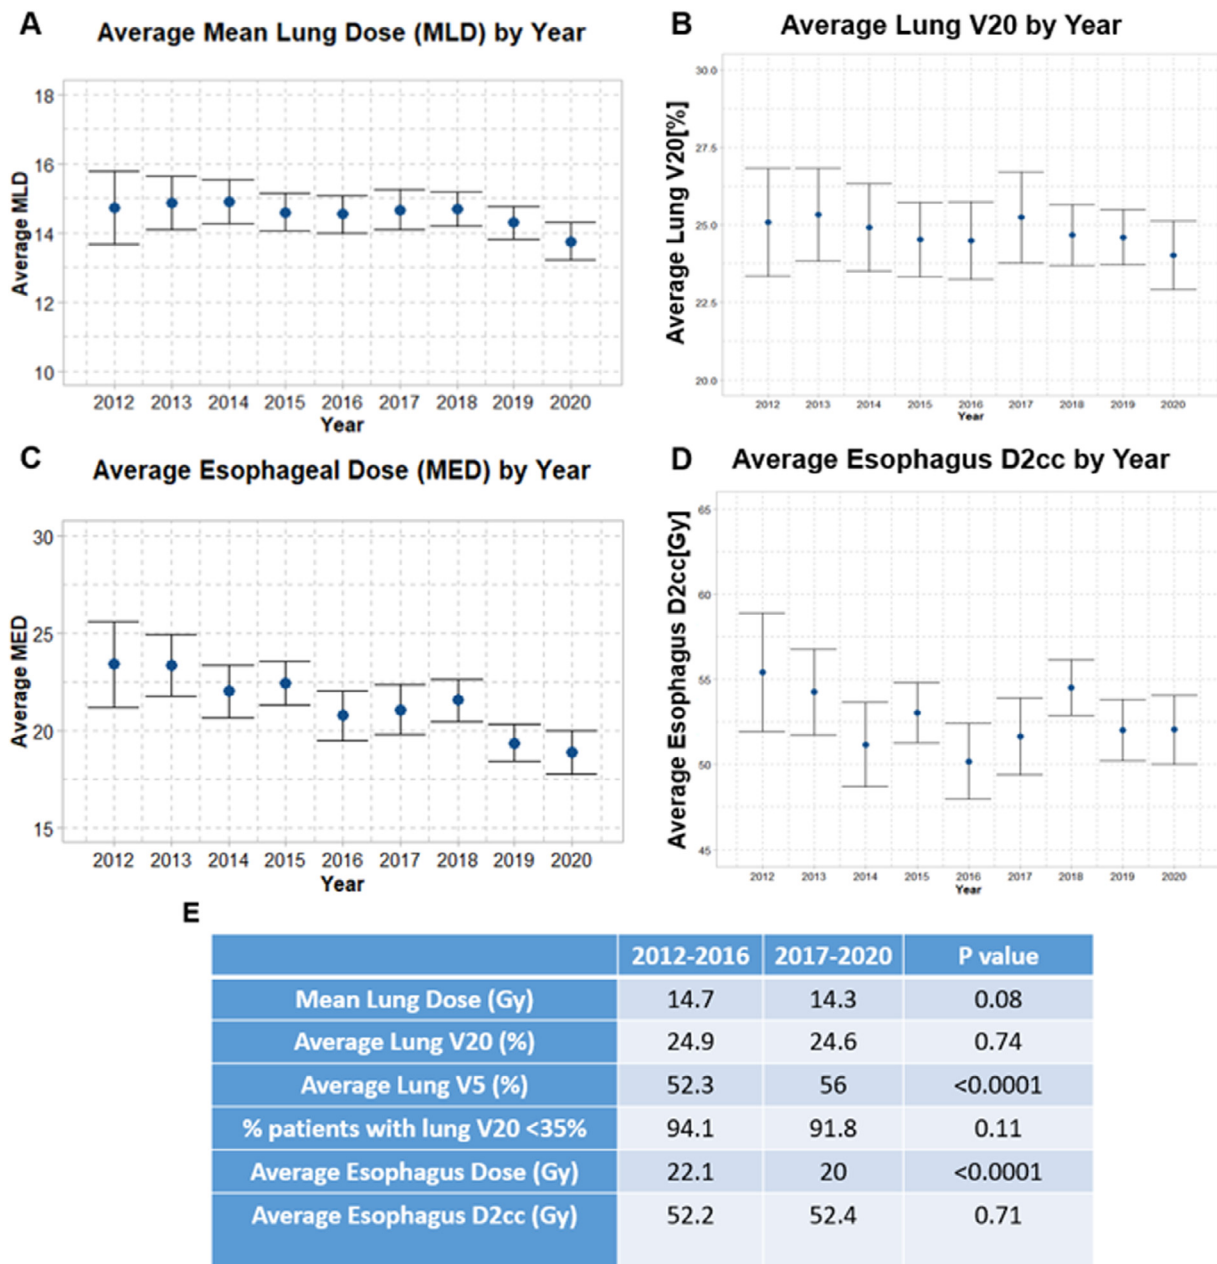 A
Average Mean Lung Dose (MLD) by Year
Average MLD
18
16
14
12
10
2012 2013 2014 2015 2016 2017 2018 2019 2020
Year
B
Average Lung V20 by Year
Average Lung V20[%]
30.0
27.5
25.0
22.5
20.0
2012 2013 2014 2015 2016 2017 2018 2019 2020
Year
C
Average Esophageal Dose (MED) by Year
Average MED
30
25
20
15
2012 2013 2014 2015 2016 2017 2018 2019 2020
Year
D
Average Esophagus D2cc by Year
Average Esophagus D2cc[Gy]
65
60
55
50
45
2012 2013 2014 2015 2016 2017 2018 2019 2020
Year
E
2012-2016 2017-2020 P value
Mean Lung Dose (Gy) 14.7 14.3 0.08
Average Lung V20 (%) 24.9 24.6 0.74
Average Lung V5 (%) 52.3 56 <0.0001
% patients with lung V20 <35% 94.1 91.8 0.11
Average Esophagus Dose (Gy) 22.1 20 <0.0001
Average Esophagus D2cc (Gy) 52.2 52.4 0.71